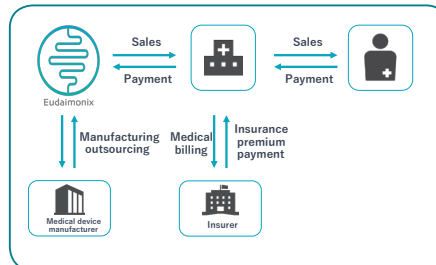 Sales
Payment
Sales
Payment
Eudaimonix
Manufacturing
outsourcing
Medical
billing
Insurance
premium
payment
Medical device
manufacturer
Insurer